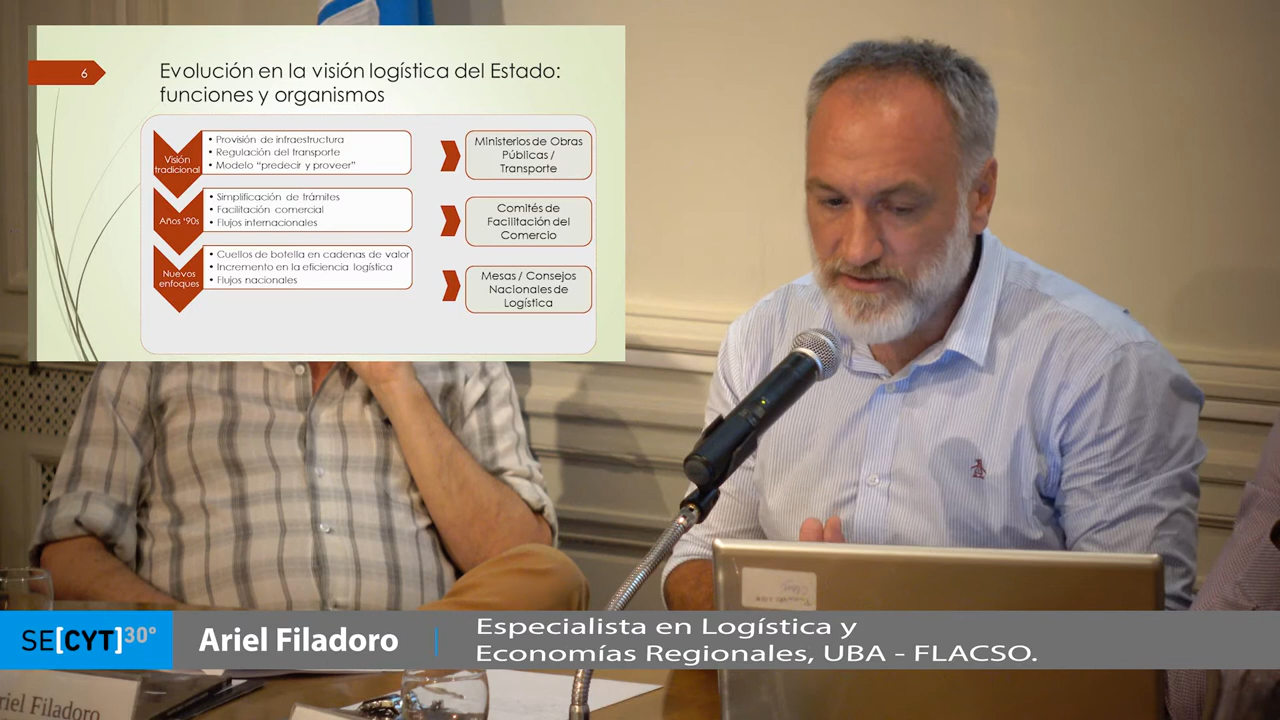 6
Evolución en la visión logística del Estado:
funciones y organismos
Visión
tradicional
• Provisión de infraestructura
• Regulación del transporte
• Modelo “predecir y proveer”
Ministerios de Obras
Públicas /
Transporte
Años ‘90s
• Simplificación de trámites
• Facilitación comercial
• Flujos internacionales
Comités de
Facilitación del
Comercio
Nuevos
enfoques
• Cuellos de botella en cadenas de valor
• Incremento en la eficiencia logística
• Flujos nacionales
Mesas / Consejos
Nacionales de
Logística
SE[CYT]30°
Ariel Filadoro
Especialista en Logística y
Economías Regionales, UBA - FLACSO.
riel Filadoro